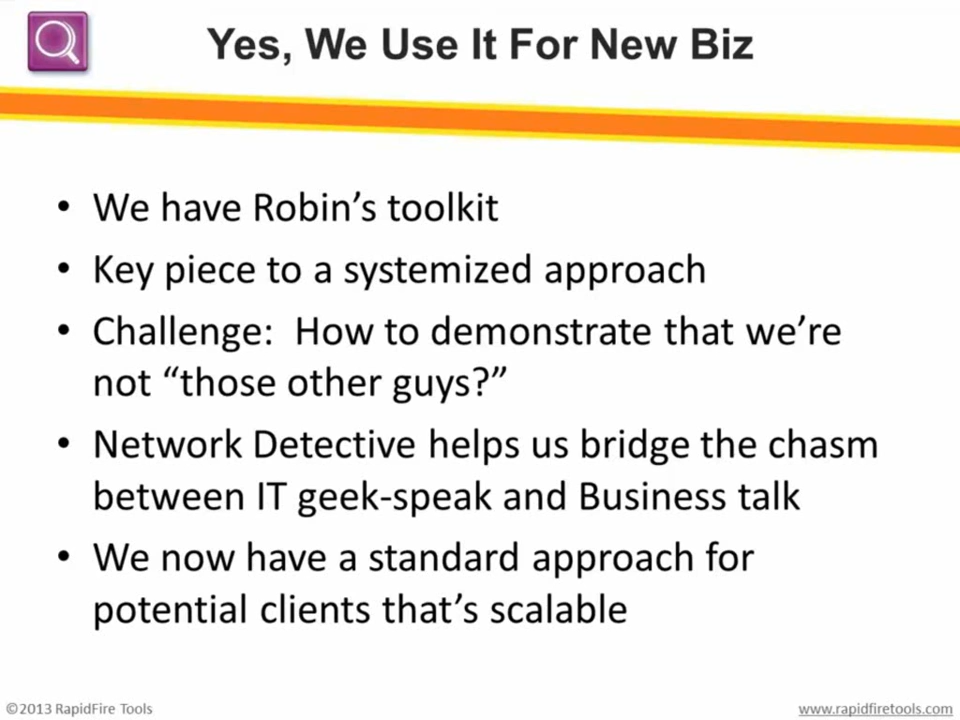 Yes, We Use It For New Biz
• We have Robin’s toolkit
• Key piece to a systemized approach
• Challenge:  How to demonstrate that we’re
not “those other guys?”
• Network Detective helps us bridge the chasm
between IT geek-speak and Business talk
• We now have a standard approach for
potential clients that’s scalable
©2013 RapidFire Tools
www.rapidfiretools.com